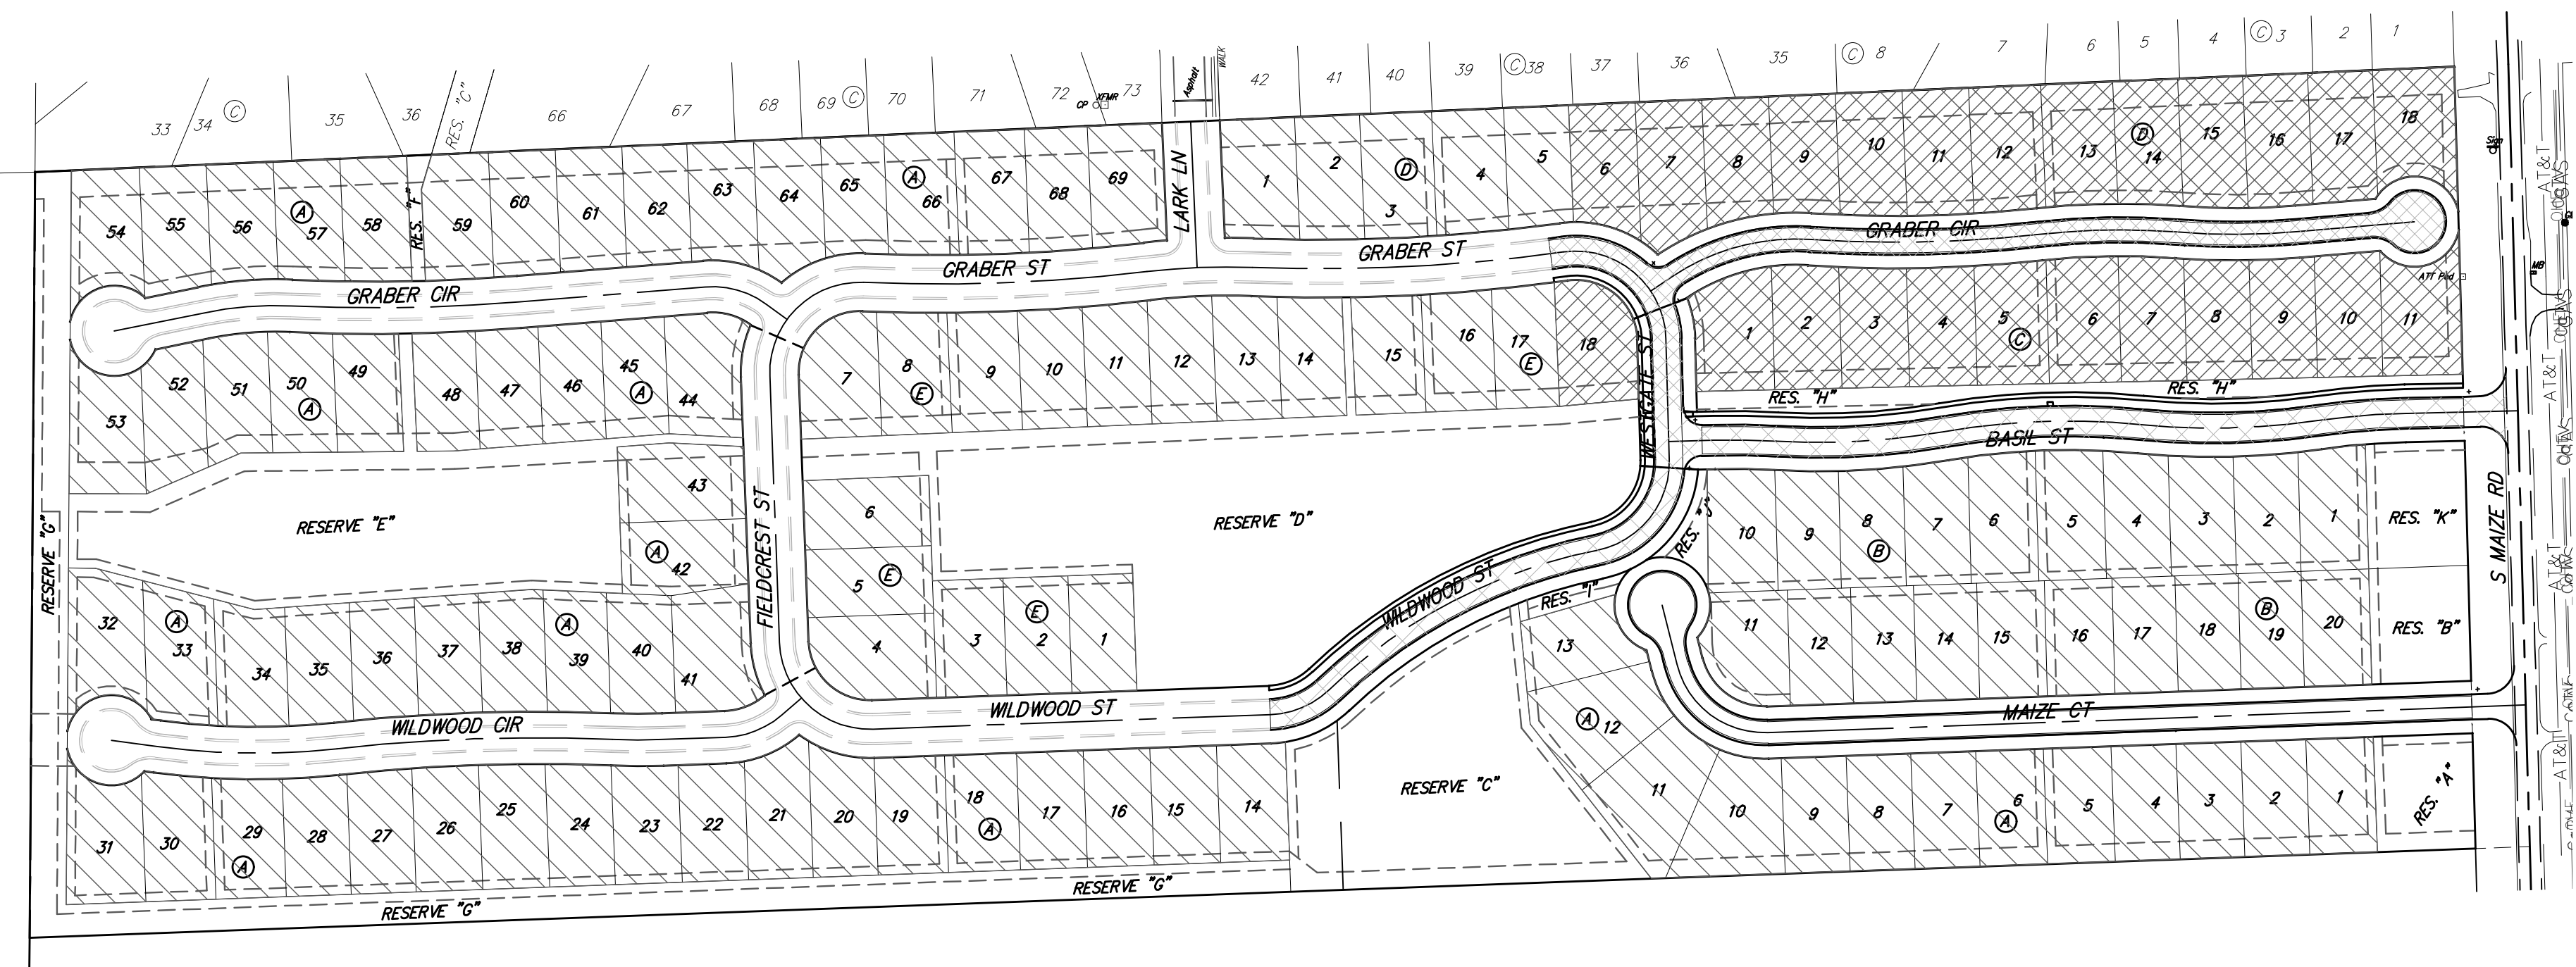 33 34 Ⓒ 35 36 RES. "C" 66 67 68 69 Ⓒ 70 71 72 73
CP XFMR
Asphalt
WALK
42 41 40 39 Ⓒ 38 37 36 35 Ⓒ 8 7 6 5 4 Ⓒ 3 2 1
54 55 56 Ⓐ 57 58 RES. "F" 59 60 61 62 63 64 65 Ⓐ 66 67 68 69
LARK LN
1 2 3 Ⓓ 4 5 6 7 8 9 10 11 12 13 Ⓓ 14 15 16 17 18
Sign
AT&T
GRABER CIR
GRABER ST
GRABER ST
GRABER CIR
ATT Ped
MB
53 52 51 50 Ⓐ 49 48 47 46 45 Ⓐ 44
7 8 Ⓔ 9 10 11 12 13 14 15 16 17 Ⓔ 18
WESTGATE ST
1 2 3 4 5 Ⓒ 6 7 8 9 10 11
RES. "H"
RES. "H"
AT&T
BASIL ST
S MAIZE RD
RESERVE "G"
RESERVE "E"
43 Ⓐ 42
FIELDCREST ST
6 5 Ⓔ 4
RESERVE "D"
RES. "J"
10 9 8 Ⓑ 7 6 5 4 3 2 1
RES. "K"
AT&T
32 Ⓐ 33 34 35 36 37 38 Ⓐ 39 40 41
3 Ⓔ 2 1
WILDWOOD ST
RES. "I"
13
11 12 13 14 15 16 17 18 Ⓑ 19 20
RES. "B"
WILDWOOD CIR
WILDWOOD ST
MAIZE CT
Ⓐ 12
AT&T
31 30 29 Ⓐ 28 27 26 25 24 23 22 21 20 19 18 Ⓐ 17 16 15 14
RESERVE "C"
11 10 9 8 7 6 Ⓐ 5 4 3 2 1
RES. "A"
RESERVE "G"
RESERVE "G"